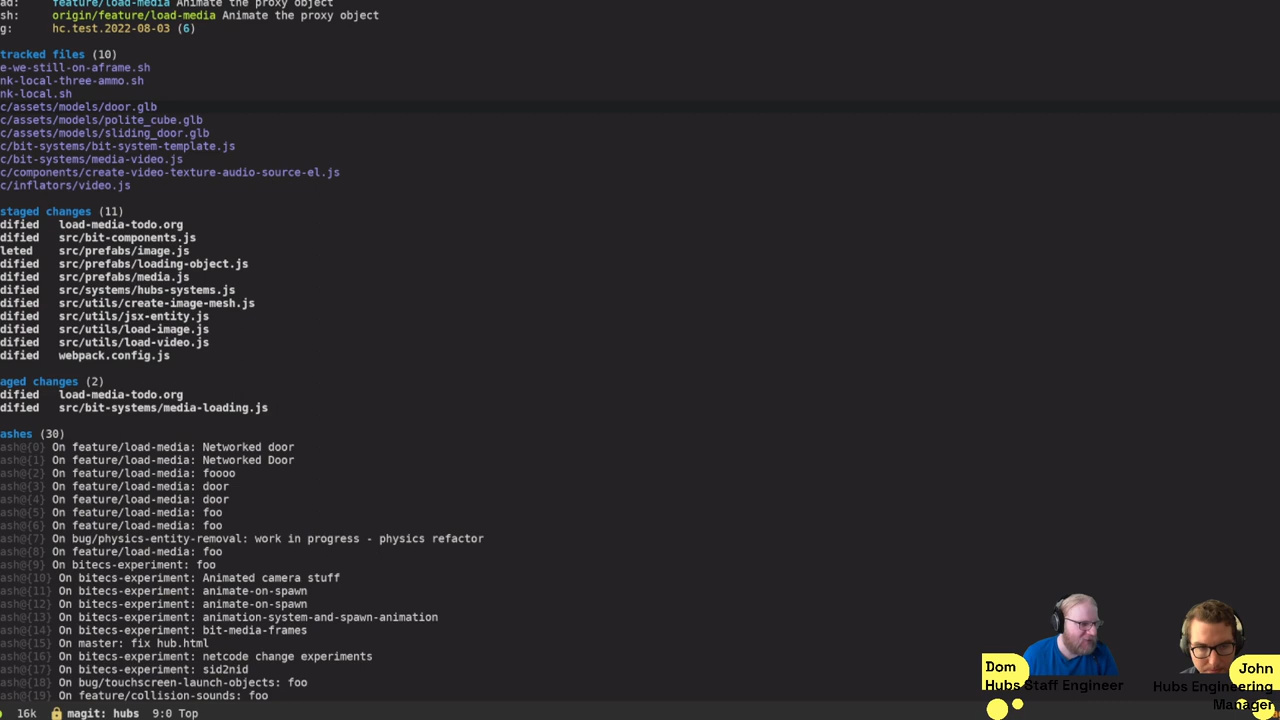 ad:      feature/load-media Animate the proxy object
sh:      origin/feature/load-media Animate the proxy object
g:      hc.test.2022-08-03 (6)
tracked files (10)
e-we-still-on-aframe.sh
nk-local-three-ammo.sh
nk-local.sh
c/assets/models/door.glb
c/assets/models/polite_cube.glb
c/assets/models/sliding_door.glb
c/bit-systems/bit-system-template.js
c/bit-systems/media-video.js
c/components/create-video-texture-audio-source-el.js
c/inflators/video.js
staged changes (11)
dified   load-media-todo.org
dified   src/bit-components.js
leted    src/prefabs/image.js
dified   src/prefabs/loading-object.js
dified   src/prefabs/media.js
dified   src/systems/hubs-systems.js
dified   src/utils/create-image-mesh.js
dified   src/utils/jsx-entity.js
dified   src/utils/load-image.js
dified   src/utils/load-video.js
dified   webpack.config.js
aged changes (2)
dified   load-media-todo.org
dified   src/bit-systems/media-loading.js
ashes (30)
ash@{0} On feature/load-media: Networked door
ash@{1} On feature/load-media: Networked Door
ash@{2} On feature/load-media: foooo
ash@{3} On feature/load-media: door
ash@{4} On feature/load-media: door
ash@{5} On feature/load-media: foo
ash@{6} On feature/load-media: foo
ash@{7} On bug/physics-entity-removal: work in progress - physics refactor
ash@{8} On feature/load-media: foo
ash@{9} On bitecs-experiment: foo
ash@{10} On bitecs-experiment: Animated camera stuff
ash@{11} On bitecs-experiment: animate-on-spawn
ash@{12} On bitecs-experiment: animate-on-spawn
ash@{13} On bitecs-experiment: animation-system-and-spawn-animation
ash@{14} On bitecs-experiment: bit-media-frames
ash@{15} On master: fix hub.html
ash@{16} On bitecs-experiment: netcode change experiments
ash@{17} On bitecs-experiment: sid2nid
ash@{18} On bug/touchscreen-launch-objects: foo
ash@{19} On feature/collision-sounds: foo
16k   magit: hubs  9:0 Top
Dom
Hubs Staff Engineer
John
Hubs Engineering
Manager